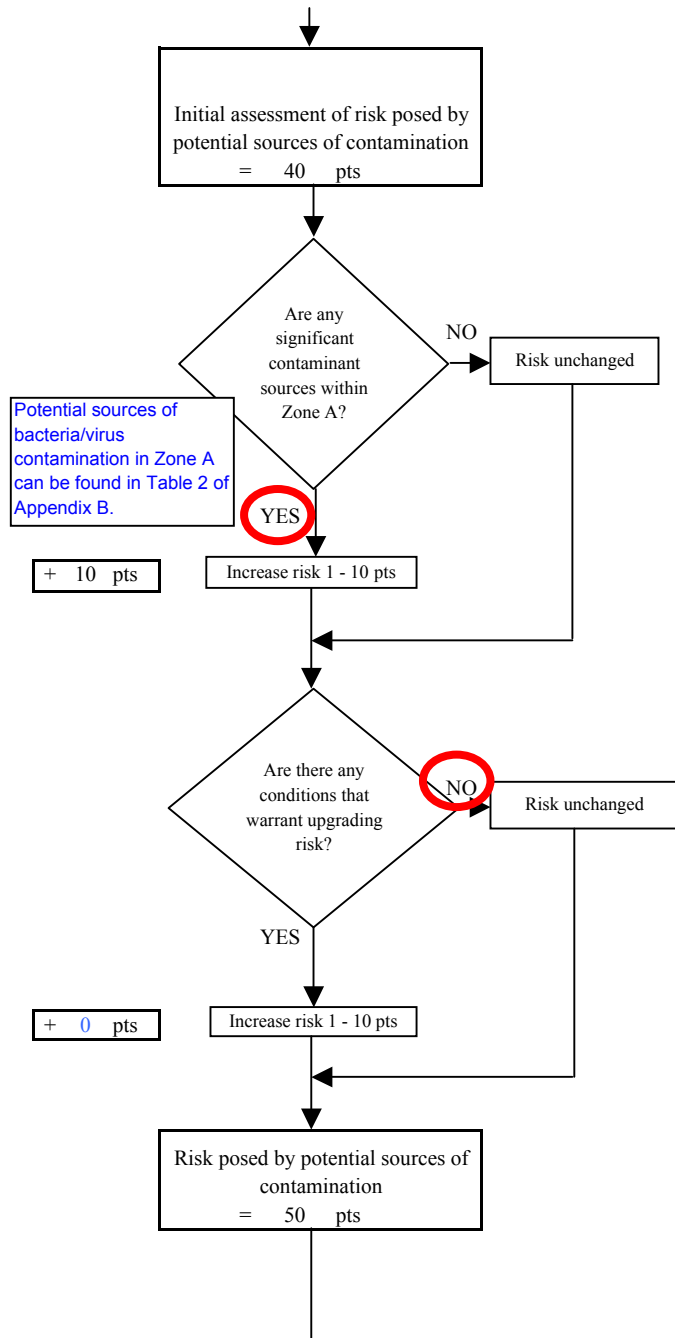 Initial assessment of risk posed by
potential sources of contamination
= 40 pts
Are any
significant
contaminant
sources within
Zone A?
NO
Risk unchanged
Potential sources of
bacteria/virus
contamination in Zone A
can be found in Table 2 of
Appendix B.
YES
+ 10 pts
Increase risk 1 - 10 pts
Are there any
conditions that
warrant upgrading
risk?
NO
Risk unchanged
YES
+ 0 pts
Increase risk 1 - 10 pts
Risk posed by potential sources of
contamination
= 50 pts